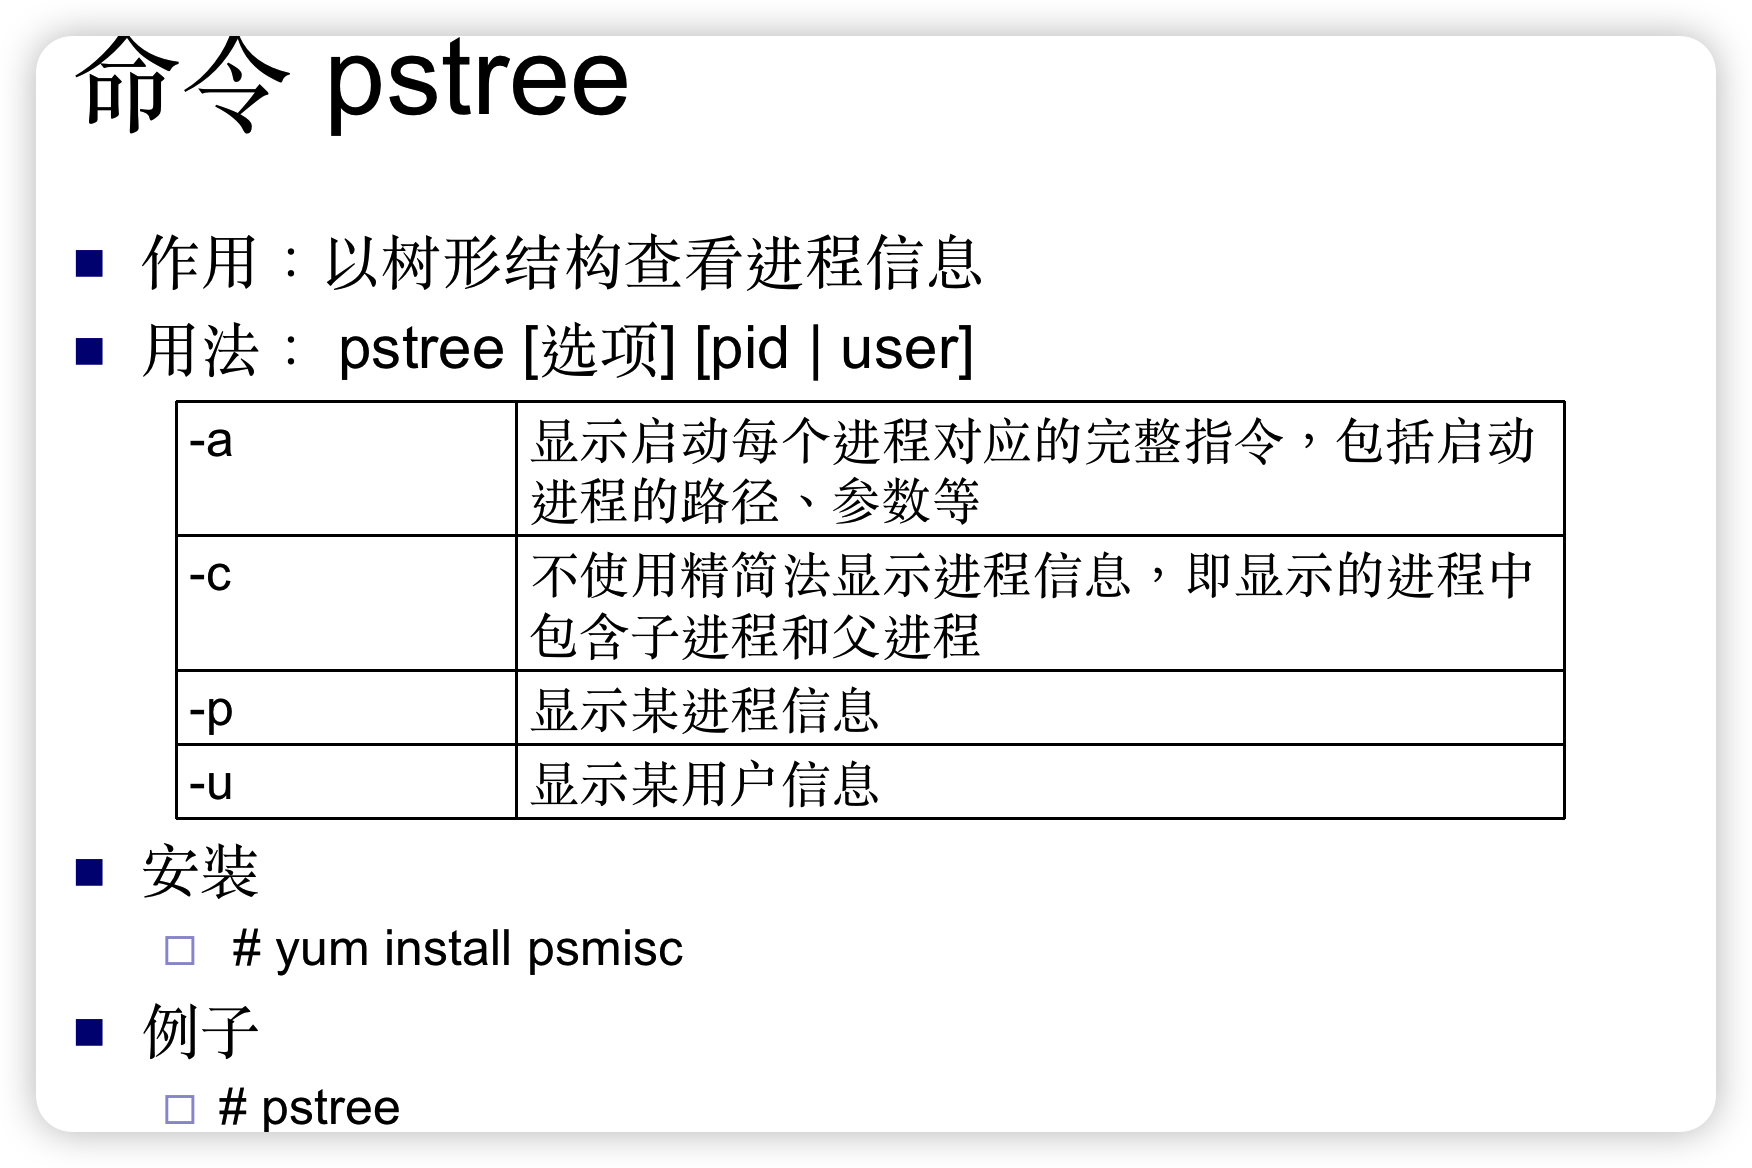 命令 pstree
作用：以树形结构查看进程信息
用法： pstree [选项] [pid | user]
-a
显示启动每个进程对应的完整指令，包括启动
进程的路径、参数等
-c
不使用精简法显示进程信息，即显示的进程中
包含子进程和父进程
-p
显示某进程信息
-u
显示某用户信息
安装
# yum install psmisc
例子
# pstree